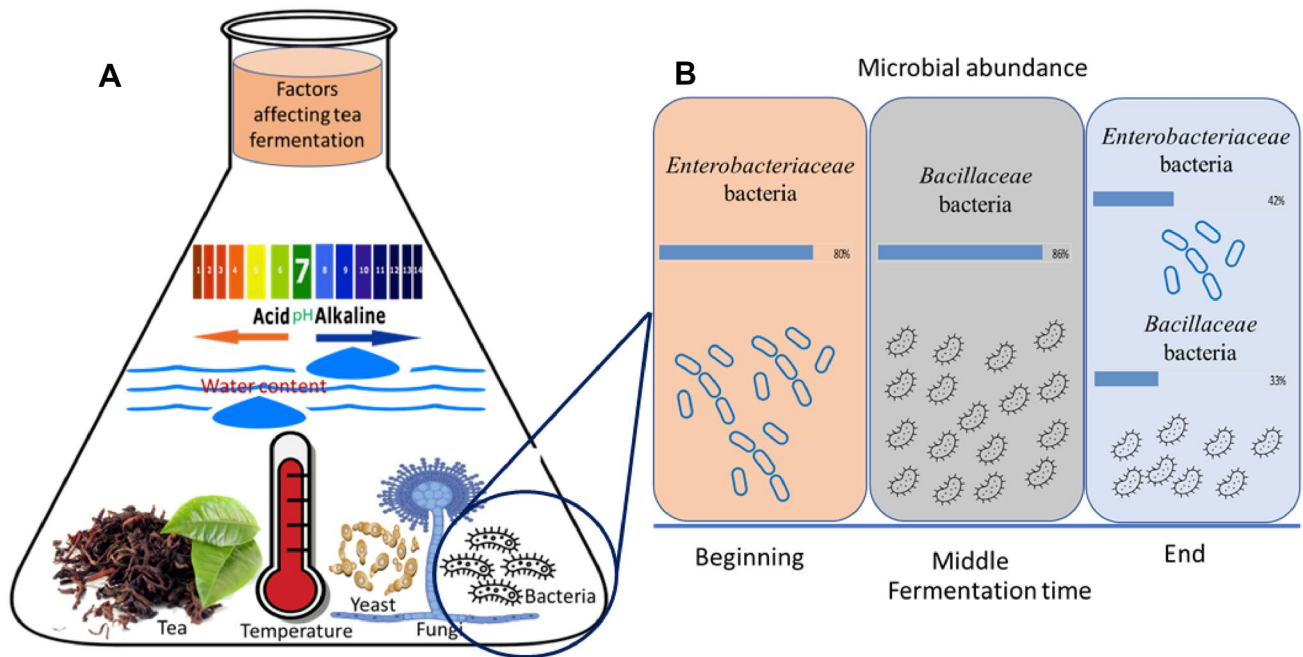 A
Factors
affecting tea
fermentation
1 2 3 4 5 6 7 8 9 10 11 12 13 14
Acid pH Alkaline
Water content
Tea
Temperature
Yeast
Fungi
Bacteria
B
Microbial abundance
Enterobacteriaceae
bacteria
80%
Bacillaceae
bacteria
86%
Enterobacteriaceae
bacteria
42%
Bacillaceae
bacteria
33%
Beginning
Middle
End
Fermentation time